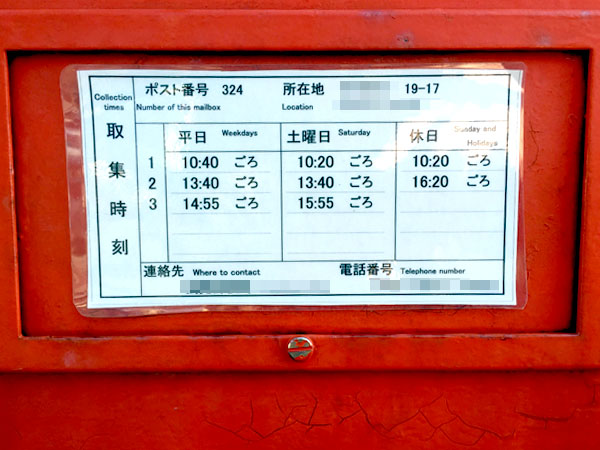 Collection times
取集時刻
ポスト番号 324 所在地 19-17
Number of this mailbox Location
平日 Weekdays 土曜日 Saturday 休日 Sunday and Holidays
1 10:40 ごろ 10:20 ごろ 10:20 ごろ
2 13:40 ごろ 13:40 ごろ 16:20 ごろ
3 14:55 ごろ 15:55 ごろ
連絡先 Where to contact 電話番号 Telephone number